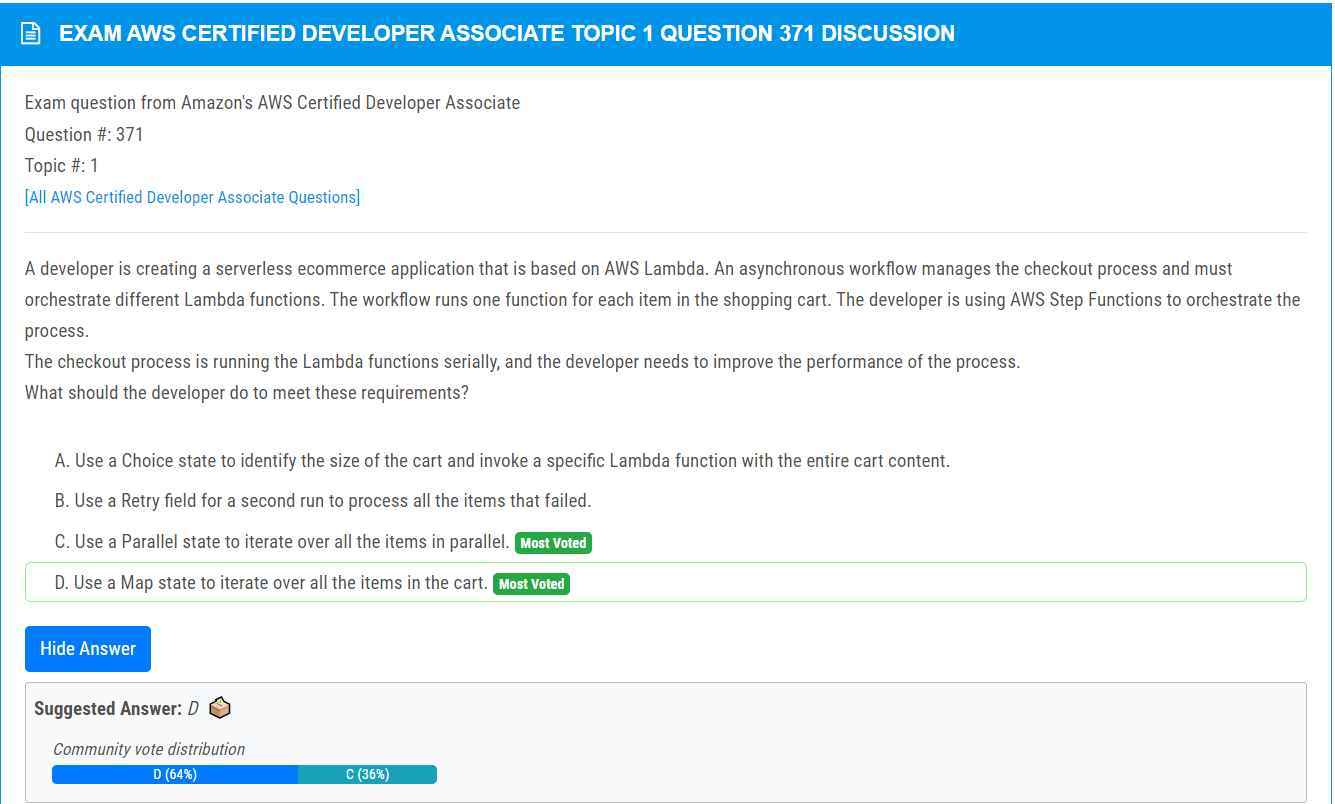 EXAM AWS CERTIFIED DEVELOPER ASSOCIATE TOPIC 1 QUESTION 371 DISCUSSION
Exam question from Amazon's AWS Certified Developer Associate
Question #: 371
Topic #: 1
[All AWS Certified Developer Associate Questions]
A developer is creating a serverless ecommerce application that is based on AWS Lambda. An asynchronous workflow manages the checkout process and must
orchestrate different Lambda functions. The workflow runs one function for each item in the shopping cart. The developer is using AWS Step Functions to orchestrate the
process.
The checkout process is running the Lambda functions serially, and the developer needs to improve the performance of the process.
What should the developer do to meet these requirements?
A. Use a Choice state to identify the size of the cart and invoke a specific Lambda function with the entire cart content.
B. Use a Retry field for a second run to process all the items that failed.
C. Use a Parallel state to iterate over all the items in parallel. Most Voted
D. Use a Map state to iterate over all the items in the cart. Most Voted
Hide Answer
Suggested Answer: D
Community vote distribution
D (64%) C (36%)